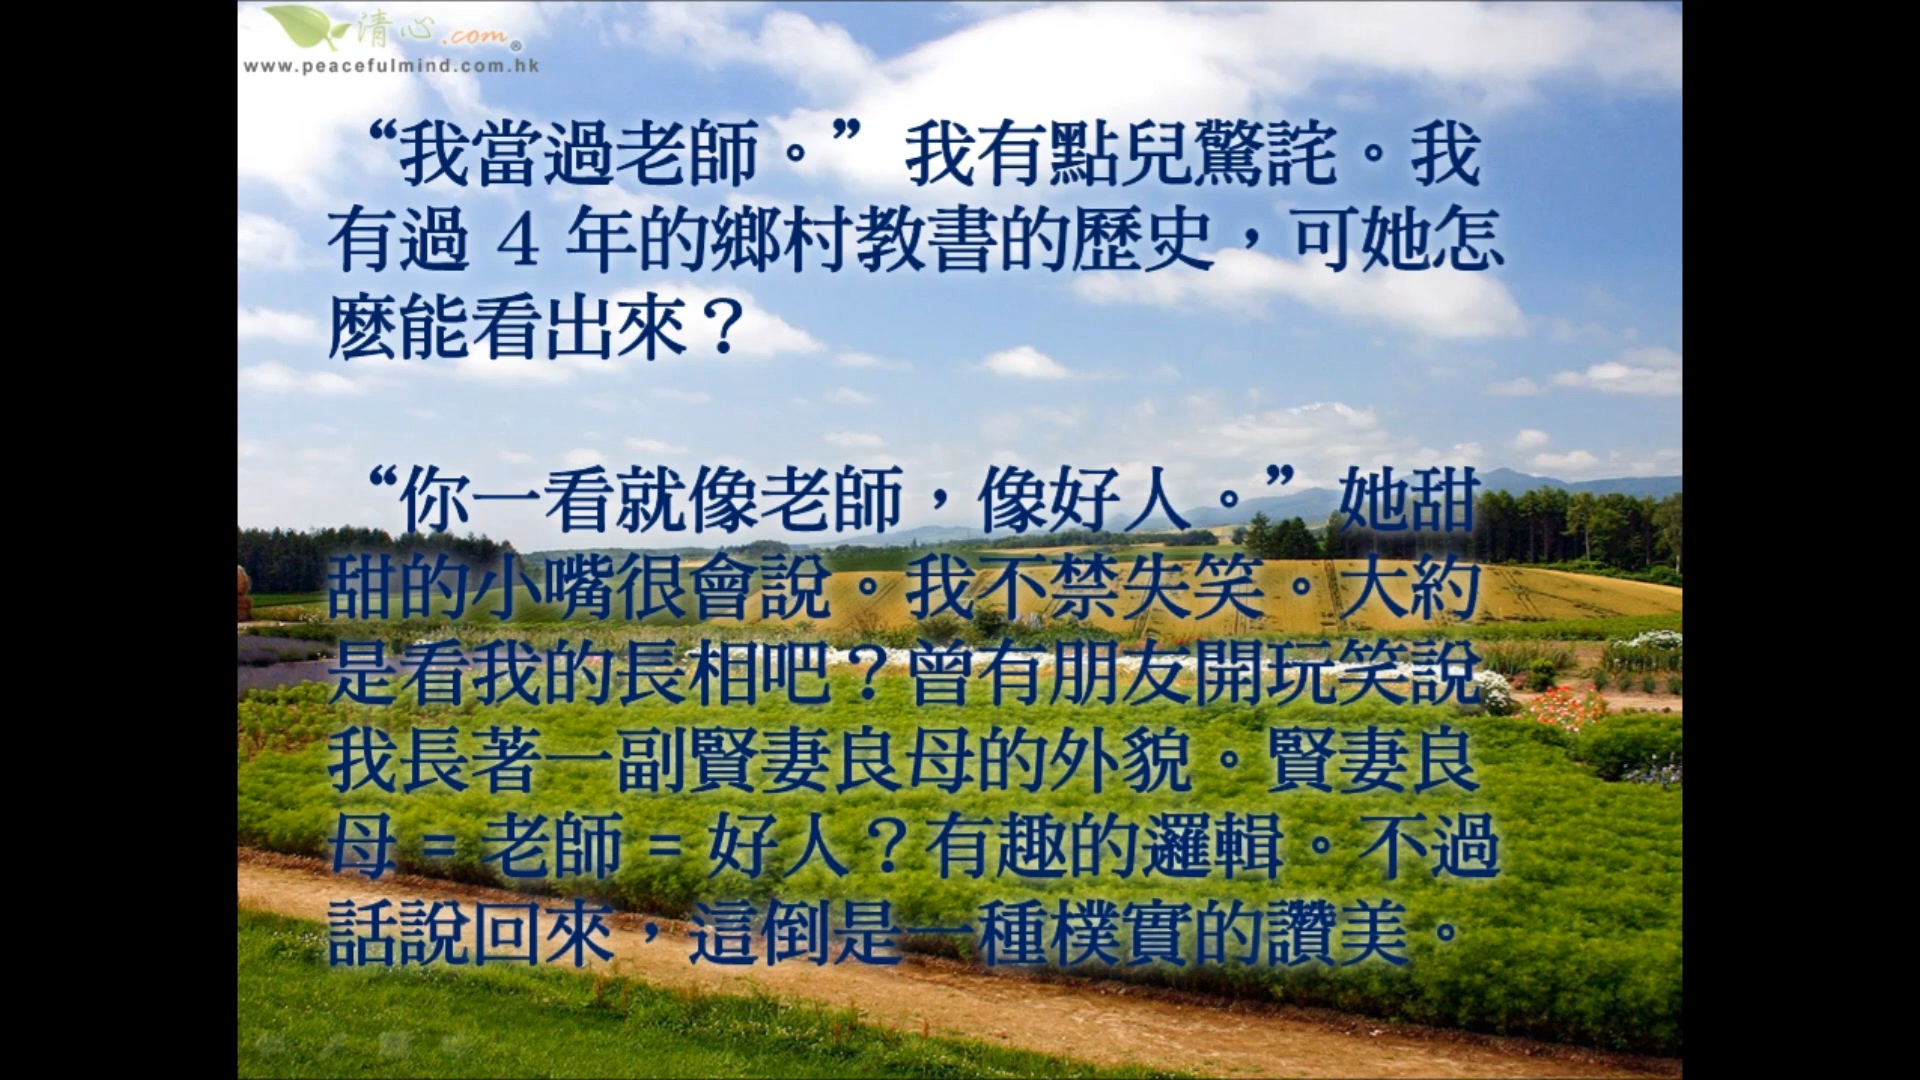 清心.com®
www.peacefulmind.com.hk
“我當過老師。”我有點兒驚詫。我
有過 4 年的鄉村教書的歷史，可她怎
麽能看出來？
“你一看就像老師，像好人。”她甜
甜的小嘴很會說。我不禁失笑。大約
是看我的長相吧？曾有朋友開玩笑說
我長著一副賢妻良母的外貌。賢妻良
母 = 老師 = 好人？有趣的邏輯。不過
話說回來，這倒是一種樸實的讚美。